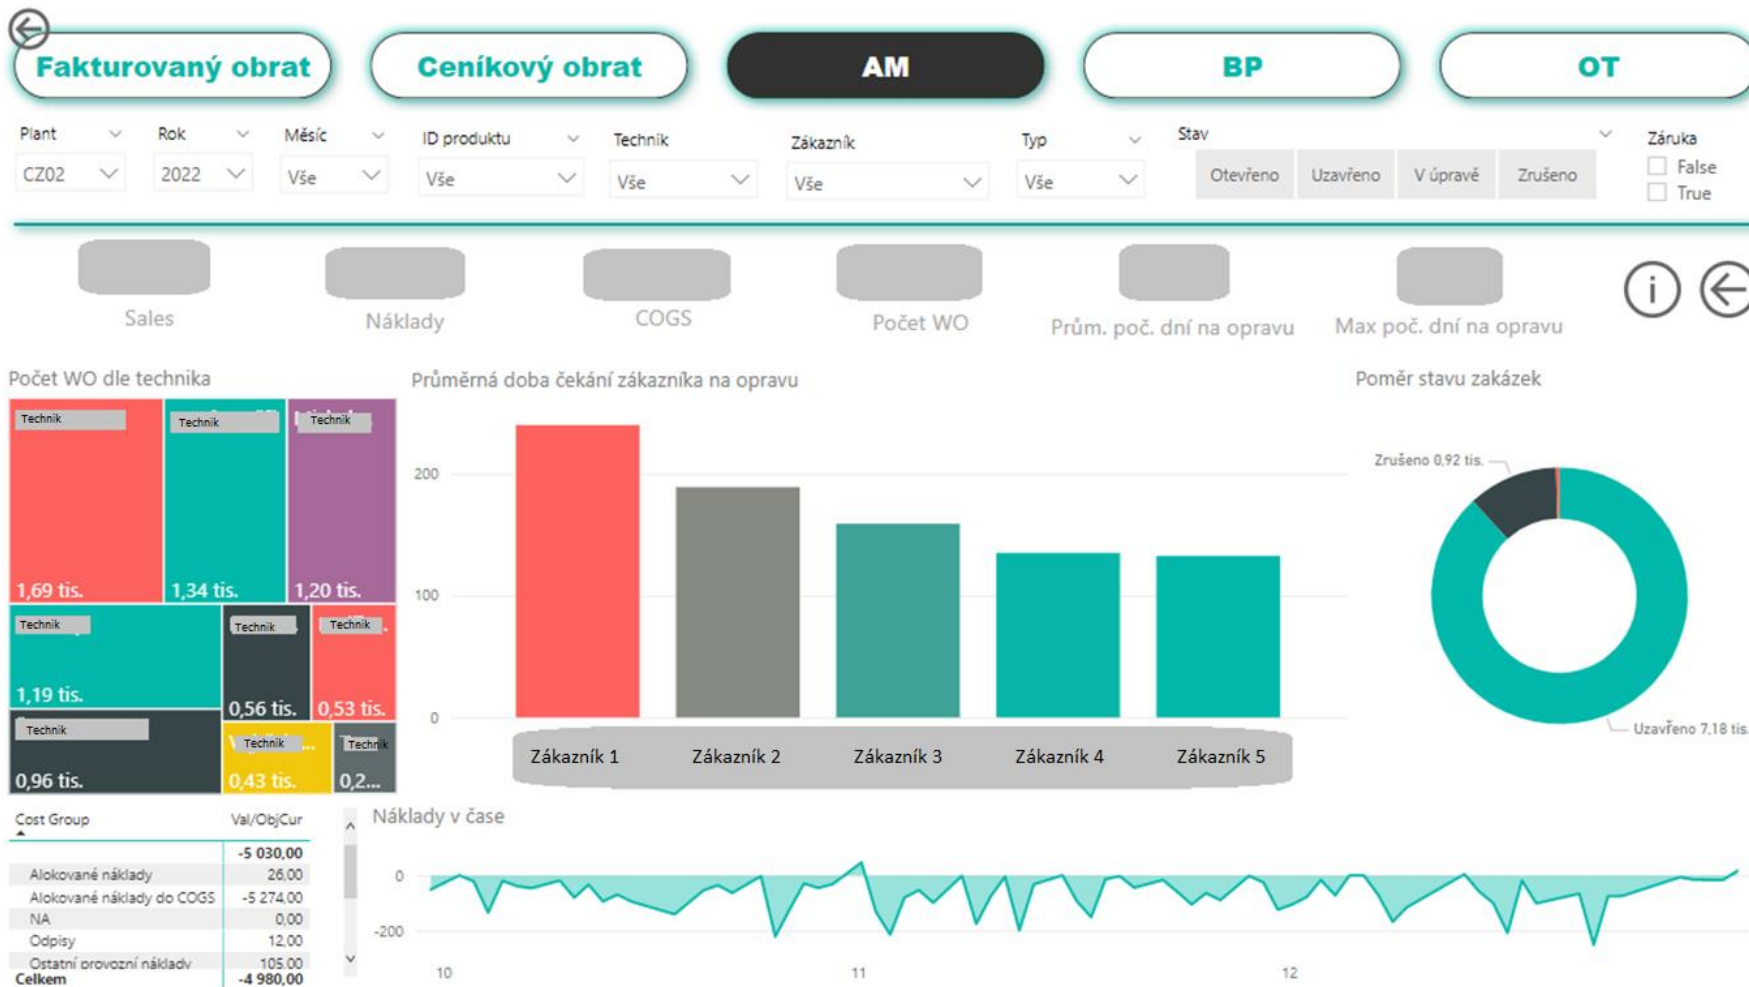 Fakturovaný obrat
Ceníkový obrat
AM
BP
OT
Plant
Rok
Měsíc
ID produktu
Technik
Zákazník
Typ
Stav
Záruka
CZ02
2022
Vše
Vše
Vše
Vše
Vše
Otevřeno
Uzavřeno
V úpravě
Zrušeno
False
True
Sales
Náklady
COGS
Počet WO
Prům. poč. dní na opravu
Max poč. dní na opravu
i
Počet WO dle technika
Technik
1,69 tis.
Technik
1,34 tis.
Technik
1,20 tis.
Technik
1,19 tis.
Technik
0,56 tis.
Technik
0,53 tis.
Technik
0,96 tis.
Technik
0,43 tis.
Technik
0,2...
Průměrná doba čekání zákazníka na opravu
200
100
0
Zákazník 1
Zákazník 2
Zákazník 3
Zákazník 4
Zákazník 5
Poměr stavu zakázek
Zrušeno 0,92 tis.
Uzavřeno 7,18 tis.
Cost Group Val/ObjCur
-5 030,00
Alokované náklady 26,00
Alokované náklady do COGS -5 274,00
NA 0,00
Odpisy 12,00
Ostatní provozní náklady 105,00
Celkem -4 980,00
Náklady v čase
0
-200
10
11
12